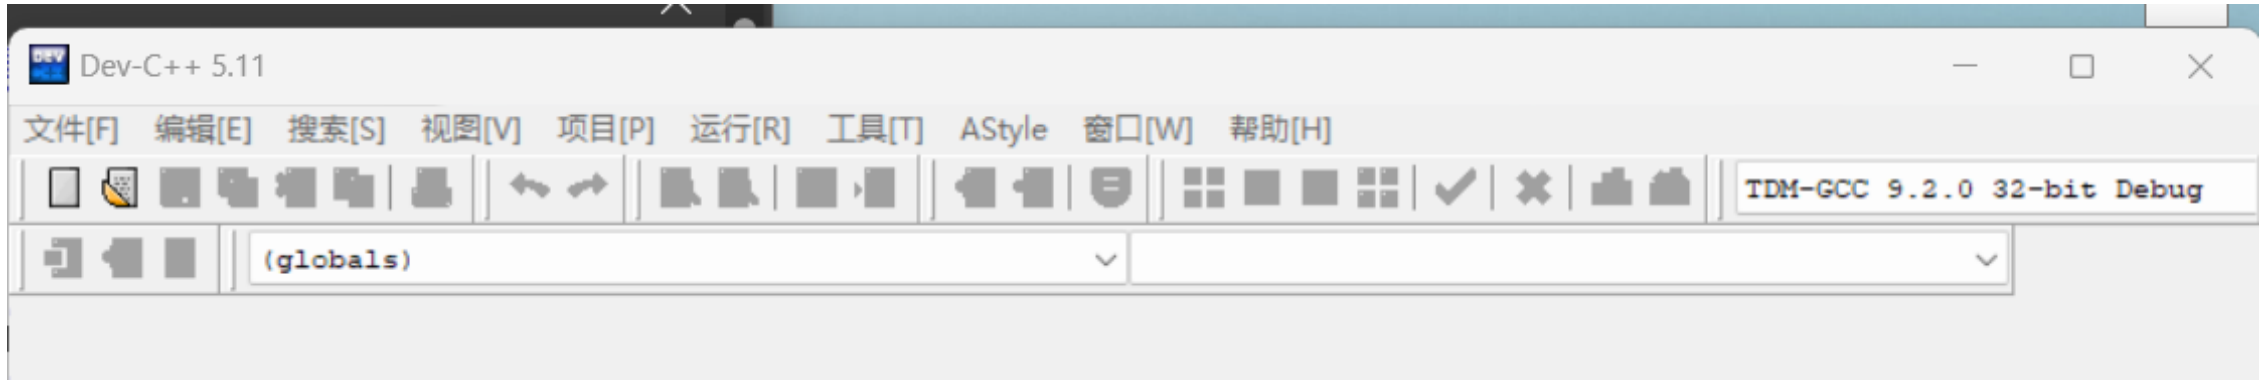 DEV
Dev-C++ 5.11
文件[F] 编辑[E] 搜索[S] 视图[V] 项目[P] 运行[R] 工具[T] AStyle 窗口[W] 帮助[H]
TDM-GCC 9.2.0 32-bit Debug
(globals)